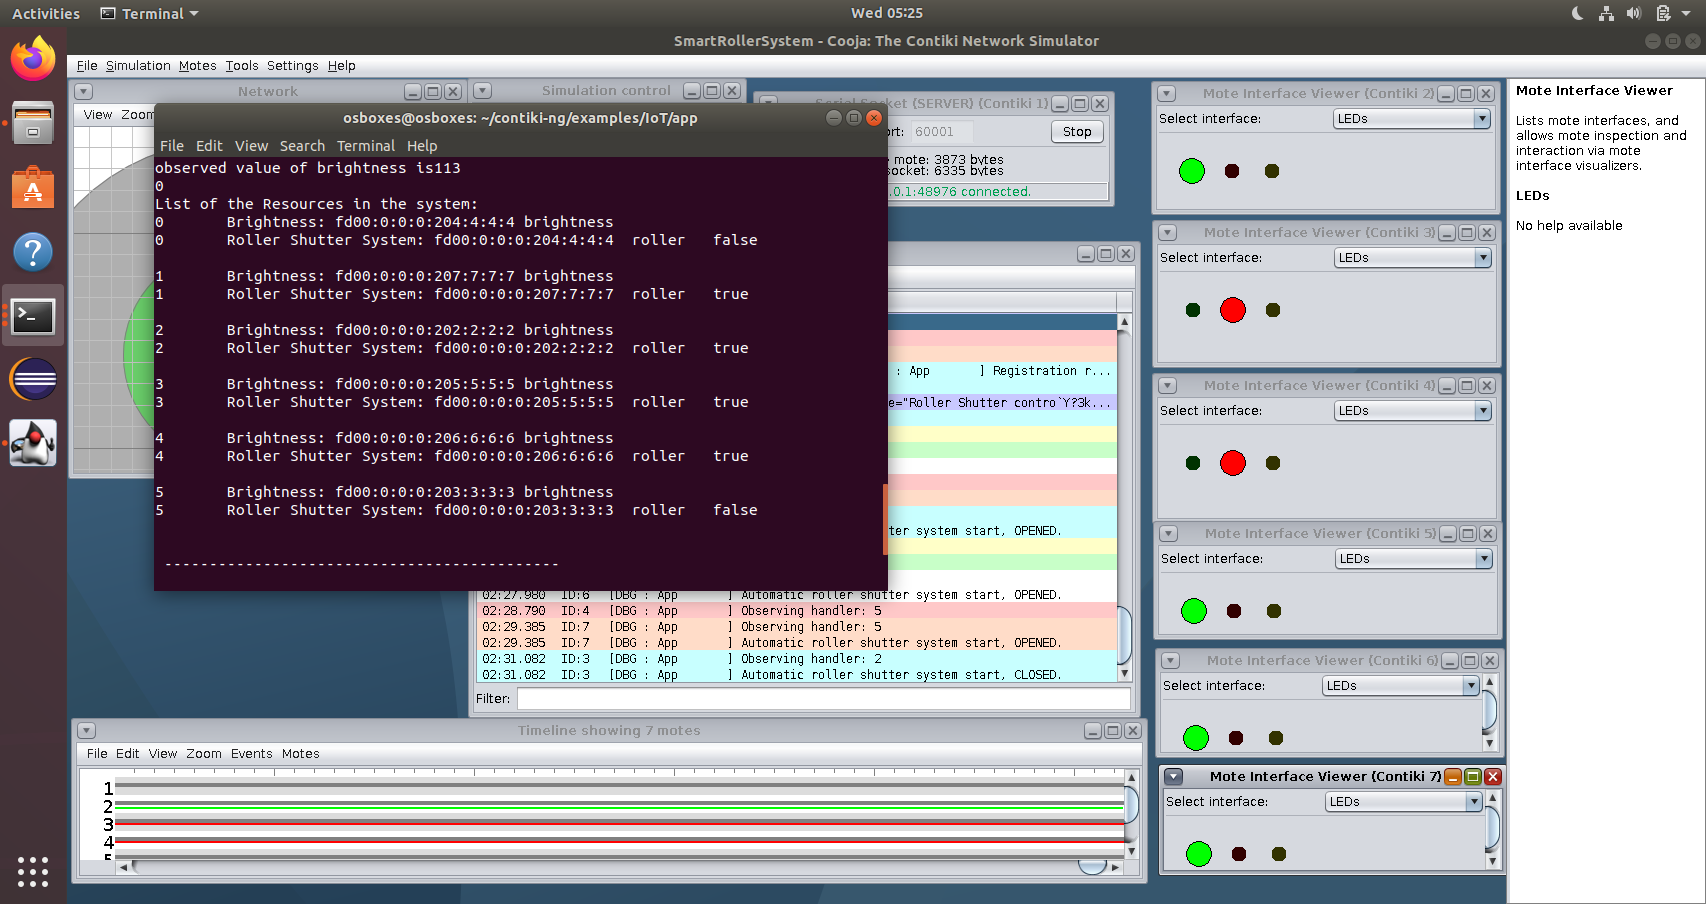 Activities
Terminal
Wed 05:25
SmartRollerSystem - Cooja: The Contiki Network Simulator
File Simulation Motes Tools Settings Help
Network
View Zoom
Simulation control
Serial Socket (SERVER) (Contiki 1)
60001
Stop
mote: 3873 bytes
socket: 6335 bytes
.0.1:48976 connected.
osboxes@osboxes: ~/contiki-ng/examples/IoT/app
File Edit View Search Terminal Help
observed value of brightness is113
0
List of the Resources in the system:
0 Brightness: fd00:0:0:0:204:4:4:4 brightness
0 Roller Shutter System: fd00:0:0:0:204:4:4:4 roller false
1 Brightness: fd00:0:0:0:207:7:7:7 brightness
1 Roller Shutter System: fd00:0:0:0:207:7:7:7 roller true
2 Brightness: fd00:0:0:0:202:2:2:2 brightness
2 Roller Shutter System: fd00:0:0:0:202:2:2:2 roller true
3 Brightness: fd00:0:0:0:205:5:5:5 brightness
3 Roller Shutter System: fd00:0:0:0:205:5:5:5 roller true
4 Brightness: fd00:0:0:0:206:6:6:6 brightness
4 Roller Shutter System: fd00:0:0:0:206:6:6:6 roller true
5 Brightness: fd00:0:0:0:203:3:3:3 brightness
5 Roller Shutter System: fd00:0:0:0:203:3:3:3 roller false
--------------------------------------------
: App ] Registration r...
e="Roller Shutter contro`Y?3k...
ter system start, OPENED.
02:27.980 ID:6 [DBG : App ] Automatic roller shutter system start, OPENED.
02:28.790 ID:4 [DBG : App ] Observing handler: 5
02:29.385 ID:7 [DBG : App ] Observing handler: 5
02:29.385 ID:7 [DBG : App ] Automatic roller shutter system start, OPENED.
02:31.082 ID:3 [DBG : App ] Observing handler: 2
02:31.082 ID:3 [DBG : App ] Automatic roller shutter system start, CLOSED.
Filter:
Timeline showing 7 motes
File Edit View Zoom Events Motes
1
2
3
4
5
Mote Interface Viewer (Contiki 2)
Select interface: LEDs
Mote Interface Viewer (Contiki 3)
Select interface: LEDs
Mote Interface Viewer (Contiki 4)
Select interface: LEDs
Mote Interface Viewer (Contiki 5)
Select interface: LEDs
Mote Interface Viewer (Contiki 6)
Select interface: LEDs
Mote Interface Viewer (Contiki 7)
Select interface: LEDs
Mote Interface Viewer
Lists mote interfaces, and
allows mote inspection and
interaction via mote
interface visualizers.
LEDs
No help available